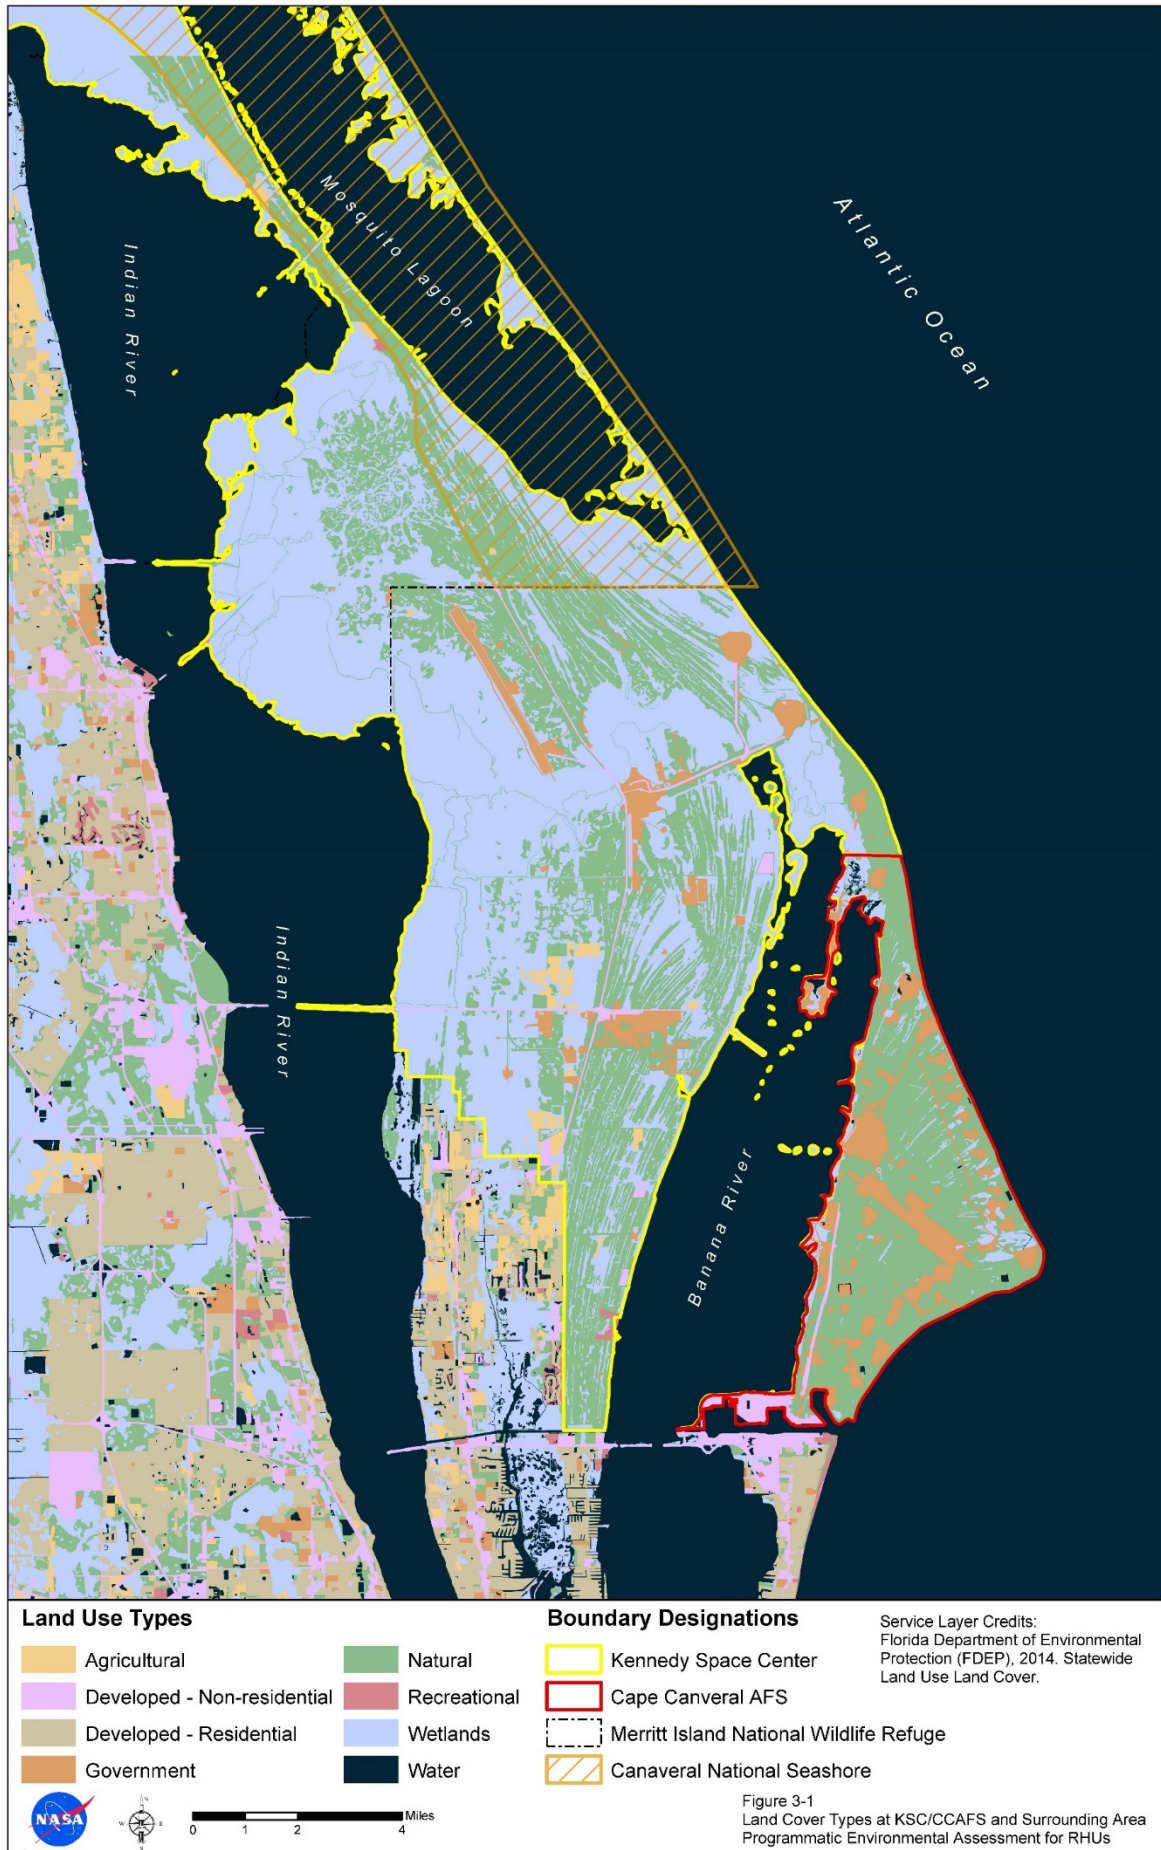 Atlantic Ocean
Mosquito Lagoon
Indian River
Indian River
Banana River
Land Use Types
Agricultural
Developed - Non-residential
Developed - Residential
Government
Natural
Recreational
Wetlands
Water
Boundary Designations
Kennedy Space Center
Cape Canveral AFS
Merritt Island National Wildlife Refuge
Canaveral National Seashore
Service Layer Credits:
Florida Department of Environmental
Protection (FDEP), 2014. Statewide
Land Use Land Cover.
NASA
N
W
E
S
Miles
0 1 2 4
Figure 3-1
Land Cover Types at KSC/CCAFS and Surrounding Area
Programmatic Environmental Assessment for RHUs